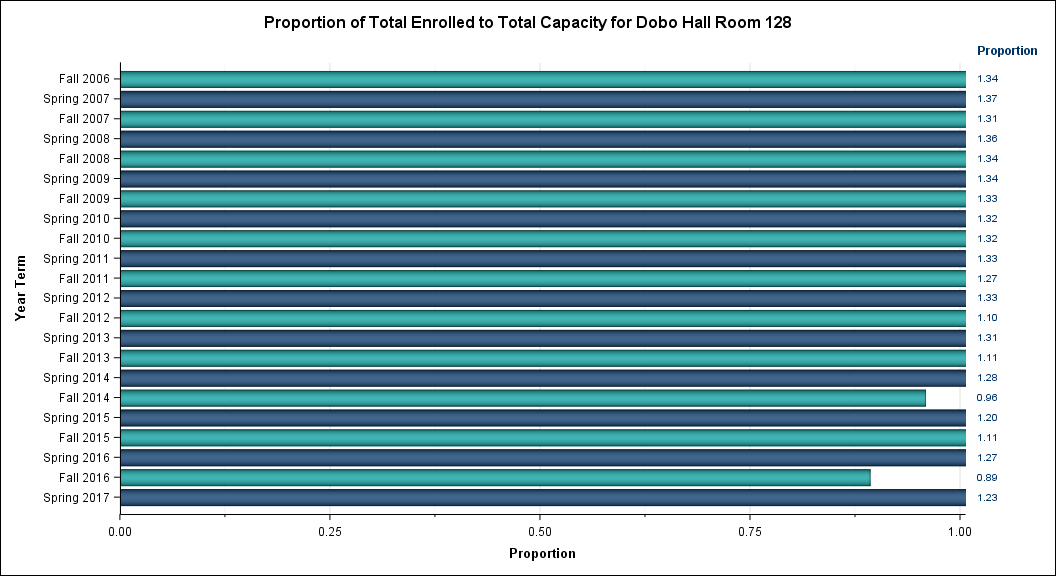 Proportion of Total Enrolled to Total Capacity for Dobo Hall Room 128
Proportion
Fall 2006 1.34
Spring 2007 1.37
Fall 2007 1.31
Spring 2008 1.36
Fall 2008 1.34
Spring 2009 1.34
Fall 2009 1.33
Spring 2010 1.32
Fall 2010 1.32
Spring 2011 1.33
Fall 2011 1.27
Spring 2012 1.33
Fall 2012 1.10
Spring 2013 1.31
Fall 2013 1.11
Spring 2014 1.28
Fall 2014 0.96
Spring 2015 1.20
Fall 2015 1.11
Spring 2016 1.27
Fall 2016 0.89
Spring 2017 1.23
Year Term
0.00 0.25 0.50 0.75 1.00
Proportion